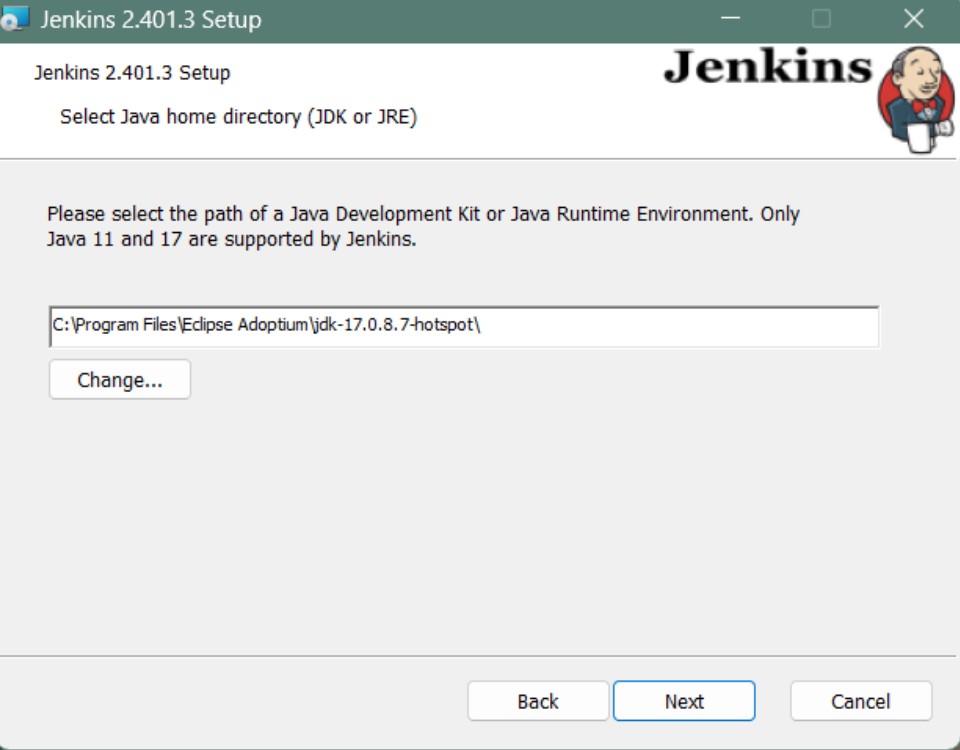 Jenkins 2.401.3 Setup
Jenkins 2.401.3 Setup
Jenkins
Select Java home directory (JDK or JRE)
Please select the path of a Java Development Kit or Java Runtime Environment. Only
Java 11 and 17 are supported by Jenkins.
C:\Program Files\Eclipse Adoptium\jdk-17.0.8.7-hotspot\
Change...
Back
Next
Cancel